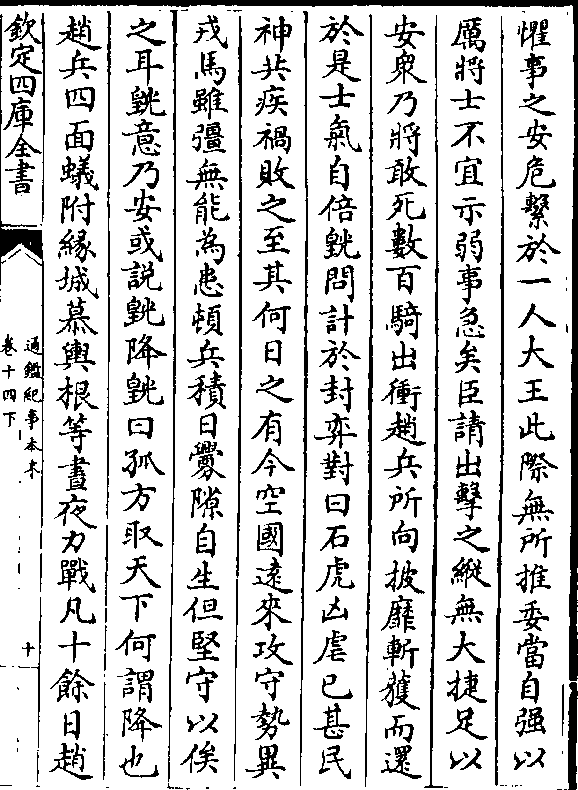 懼事之安危繫於一人大王此際無所推委當自强以
厲將士不宜示弱事急矣臣請出擊之縱無大捷足以
安衆乃將敢死數百騎出衝趙兵所向披靡斬獲而還
於是士氣自倍皝問計於封弈對曰石虎凶虐已甚民
神共疾禍敗之至其何日之有今空國逺來攻守勢異
戎馬雖彊無能為患頓兵積日釁隙自生但堅守以俟
之耳皝意乃安或說皝降皝曰孤方取天下何謂降也
趙兵四面蟻附緣城慕輿根等晝夜力戰凡十餘日趙
欽定四庫全書
通鑑紀事本末
卷十四下
十